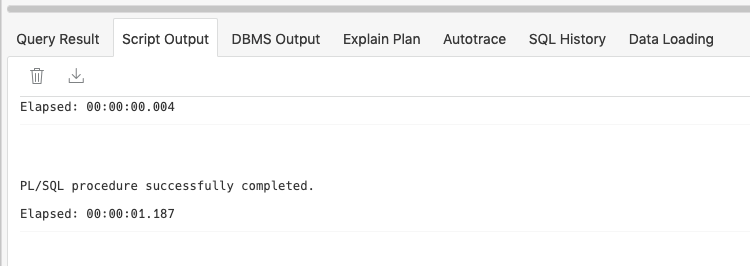 Query Result Script Output DBMS Output Explain Plan Autotrace SQL History Data Loading
Elapsed: 00:00:00.004
PL/SQL procedure successfully completed.
Elapsed: 00:00:01.187